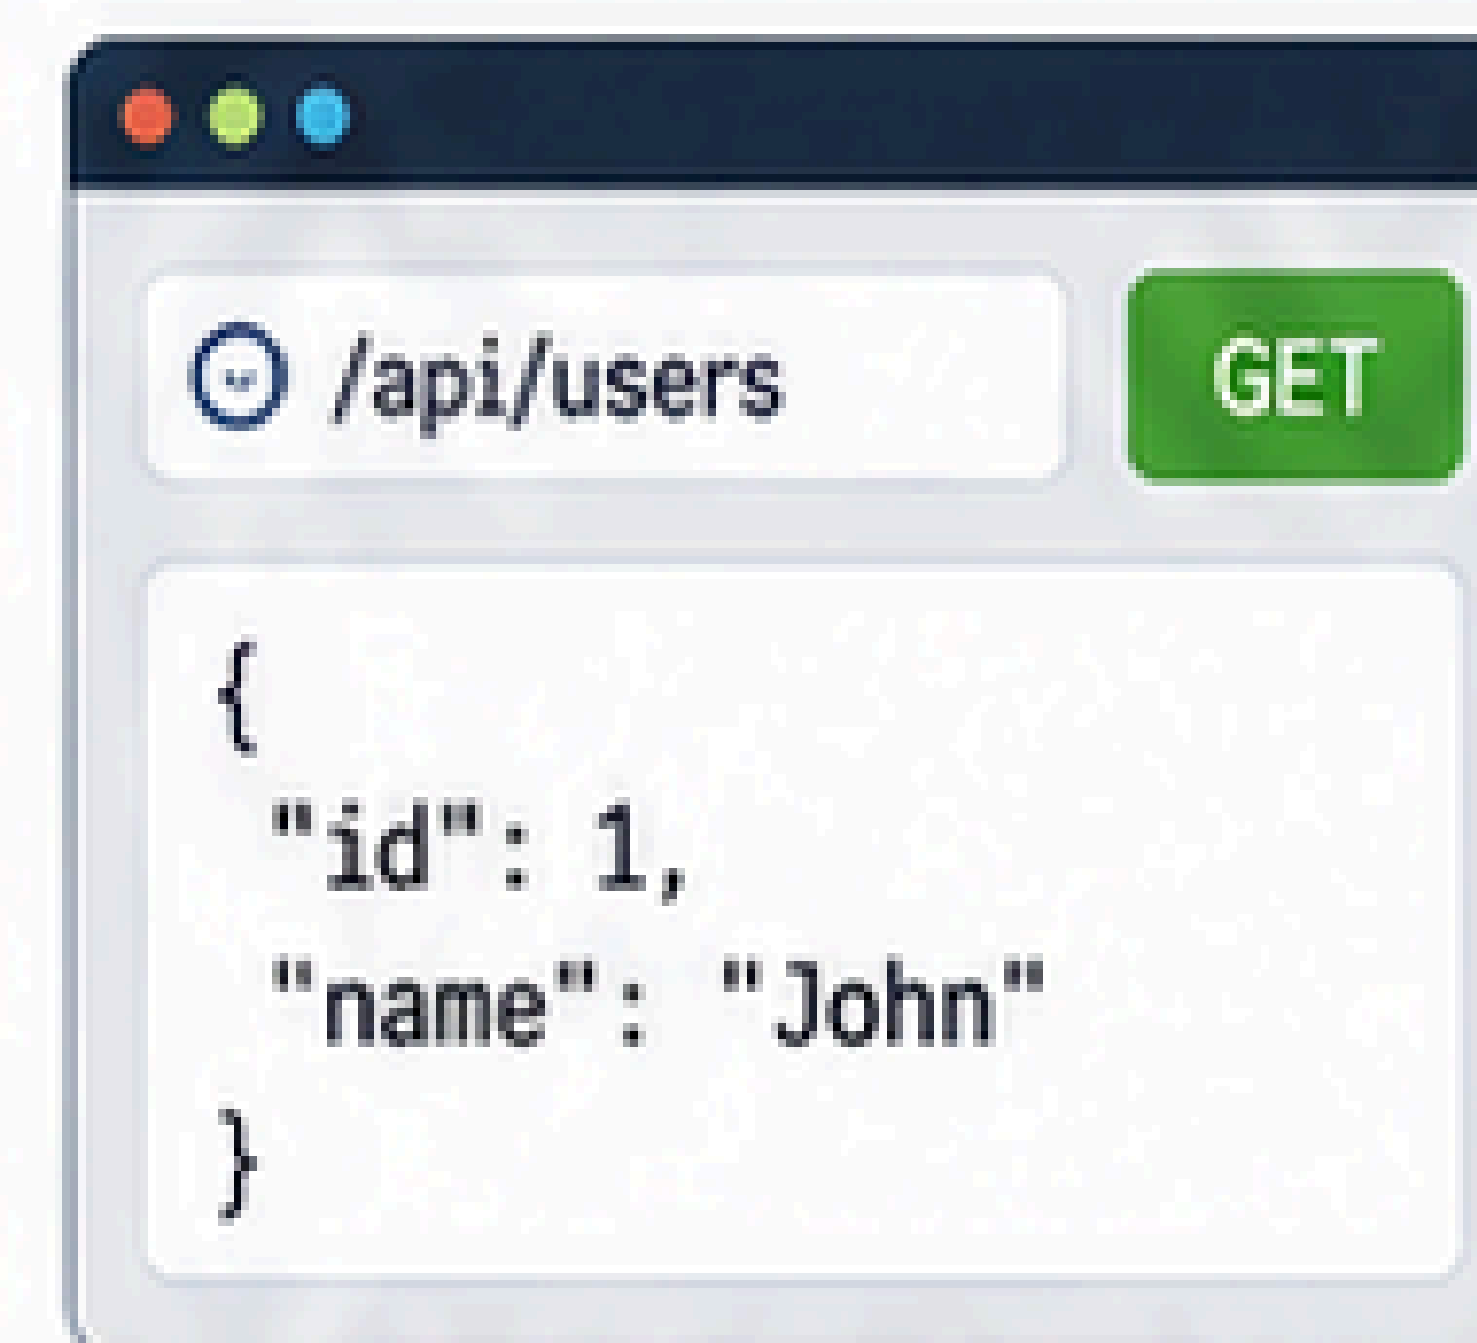 /api/users GET
{
"id": 1,
"name": "John"
}